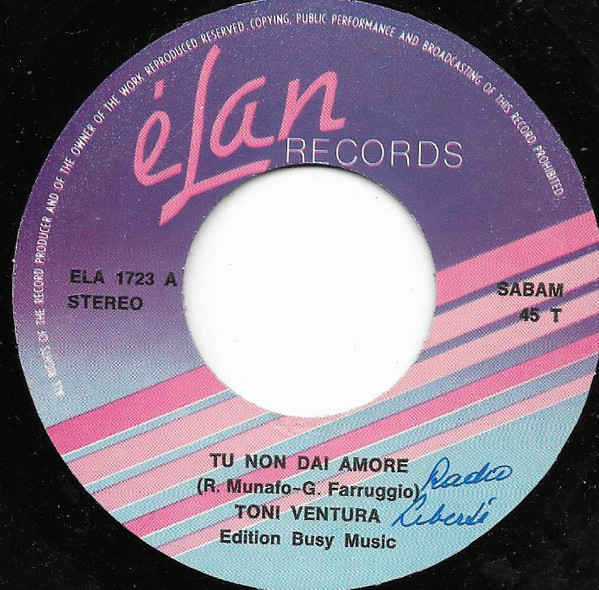 ALL RIGHTS OF THE RECORD PRODUCER AND OF THE OWNER OF THE WORK REPRODUCED RESERVED. COPYING, PUBLIC PERFORMANCE AND BROADCASTING OF THIS RECORD PROHIBITED
élan
RECORDS
ELA 1723 A
STEREO
SABAM
45 T
TU NON DAI AMORE
(R. Munafo-G. Farruggio)
TONI VENTURA
Edition Busy Music
Radio
Liberté